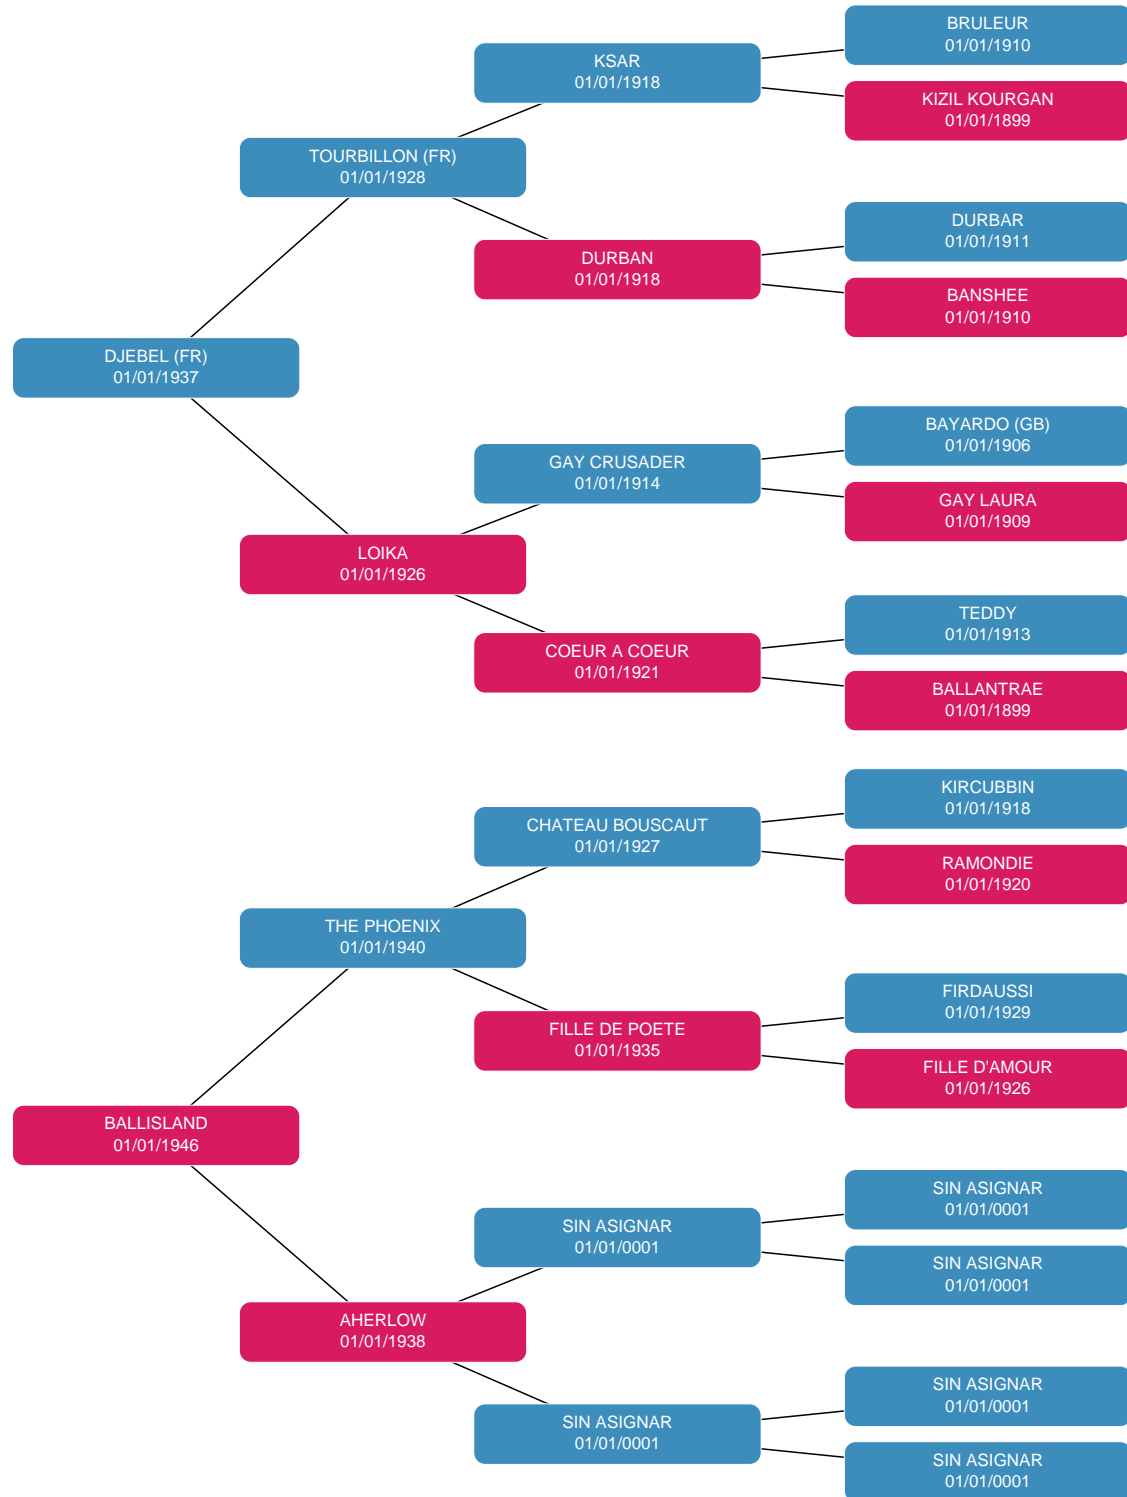 BRULEUR
01/01/1910
KSAR
01/01/1918
KIZIL KOURGAN
01/01/1899
TOURBILLON (FR)
01/01/1928
DURBAR
01/01/1911
DURBAN
01/01/1918
BANSHEE
01/01/1910
DJEBEL (FR)
01/01/1937
BAYARDO (GB)
01/01/1906
GAY CRUSADER
01/01/1914
GAY LAURA
01/01/1909
LOIKA
01/01/1926
TEDDY
01/01/1913
COEUR A COEUR
01/01/1921
BALLANTRAE
01/01/1899
KIRCUBBIN
01/01/1918
CHATEAU BOUSCAUT
01/01/1927
RAMONDIE
01/01/1920
THE PHOENIX
01/01/1940
FIRDAUSSI
01/01/1929
FILLE DE POETE
01/01/1935
FILLE D'AMOUR
01/01/1926
BALLISLAND
01/01/1946
SIN ASIGNAR
01/01/0001
SIN ASIGNAR
01/01/0001
SIN ASIGNAR
01/01/0001
AHERLOW
01/01/1938
SIN ASIGNAR
01/01/0001
SIN ASIGNAR
01/01/0001
SIN ASIGNAR
01/01/0001